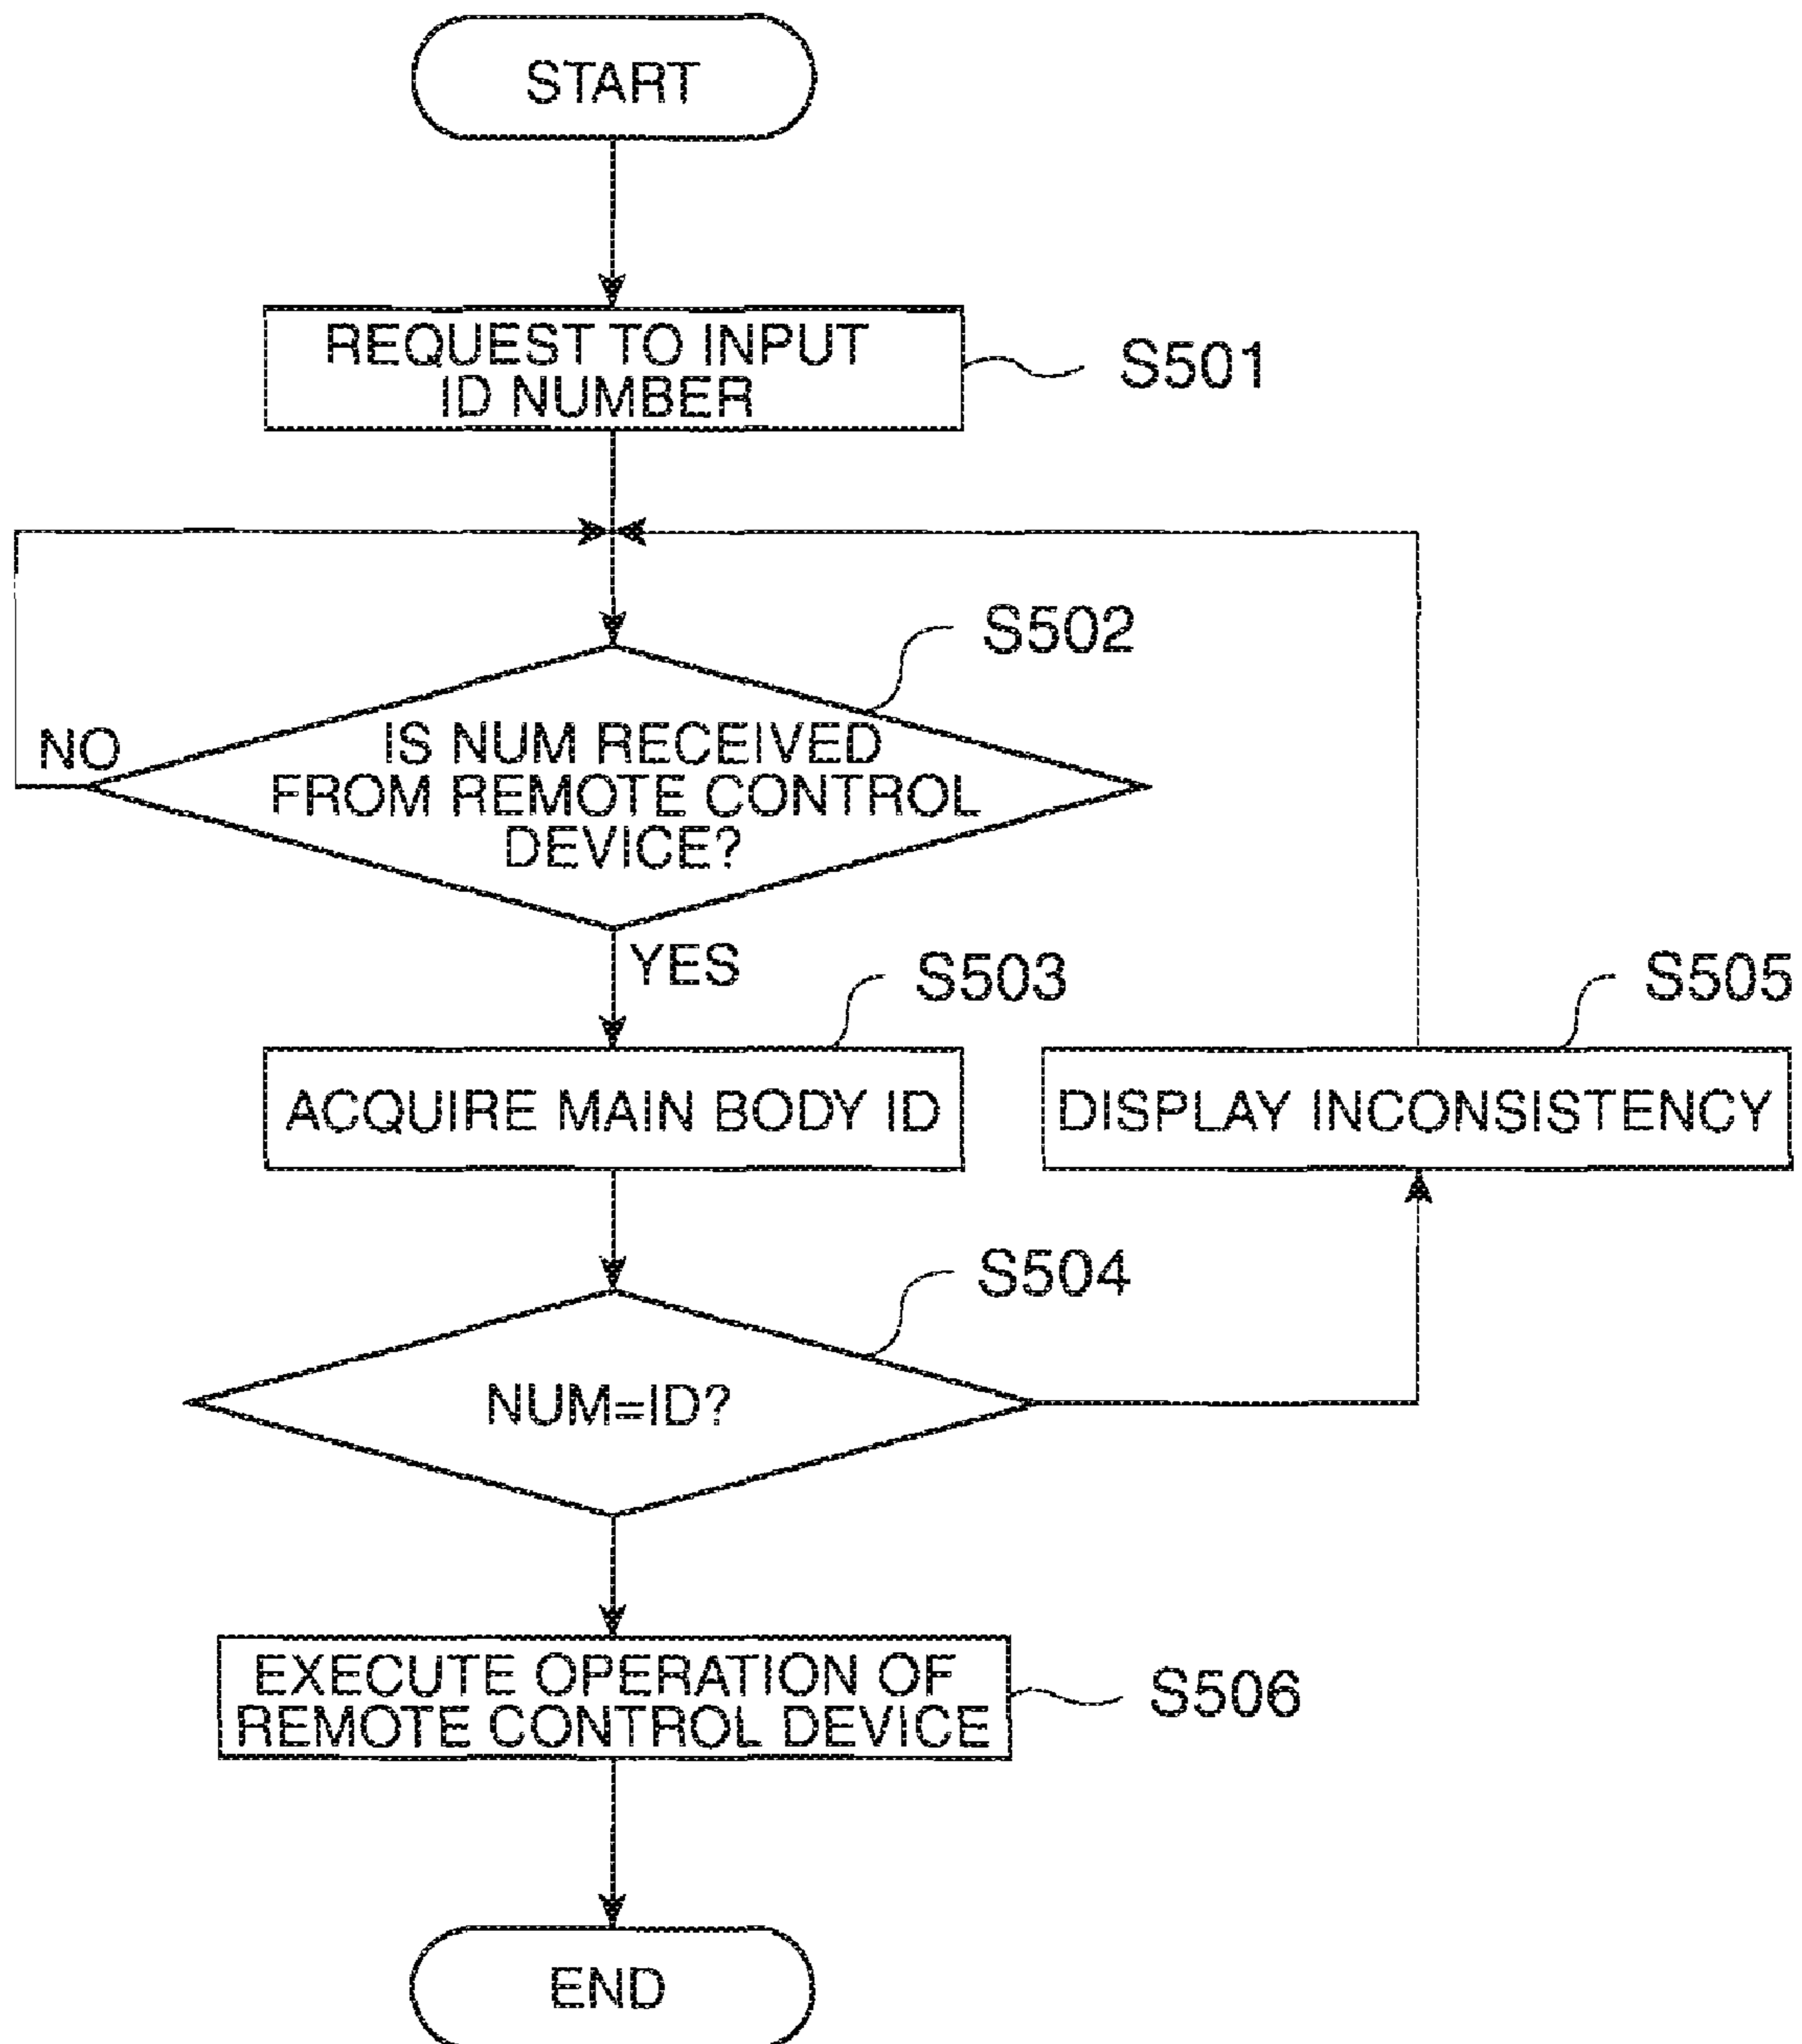 START
REQUEST TO INPUT
ID NUMBER
S501
S502
NO
IS NUM RECEIVED
FROM REMOTE CONTROL
DEVICE?
YES
S503
S505
ACQUIRE MAIN BODY ID
DISPLAY INCONSISTENCY
S504
NUM=ID?
EXECUTE OPERATION OF
REMOTE CONTROL DEVICE
S506
END